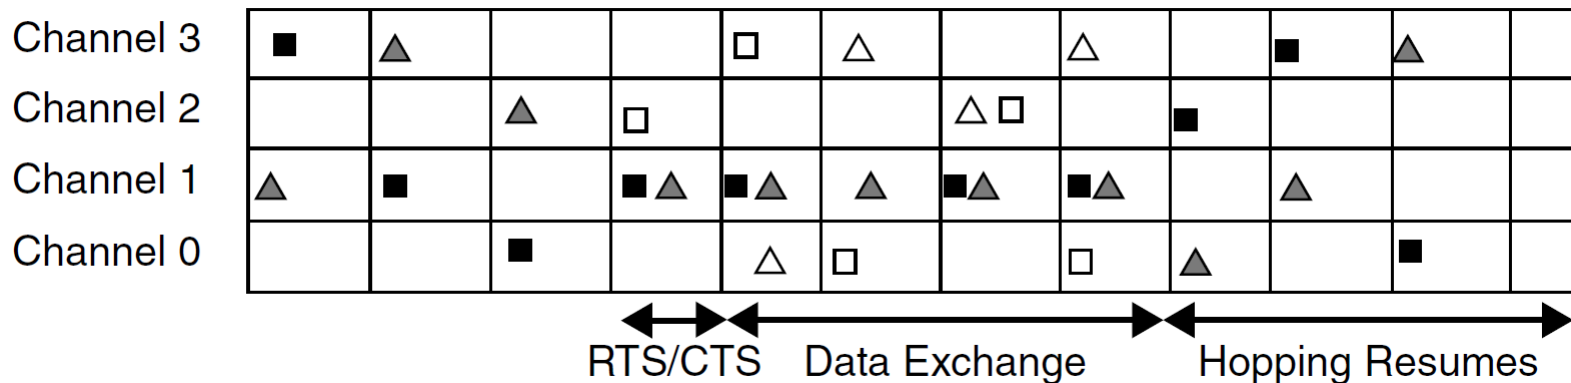 Channel 3
Channel 2
Channel 1
Channel 0
RTS/CTS Data Exchange Hopping Resumes